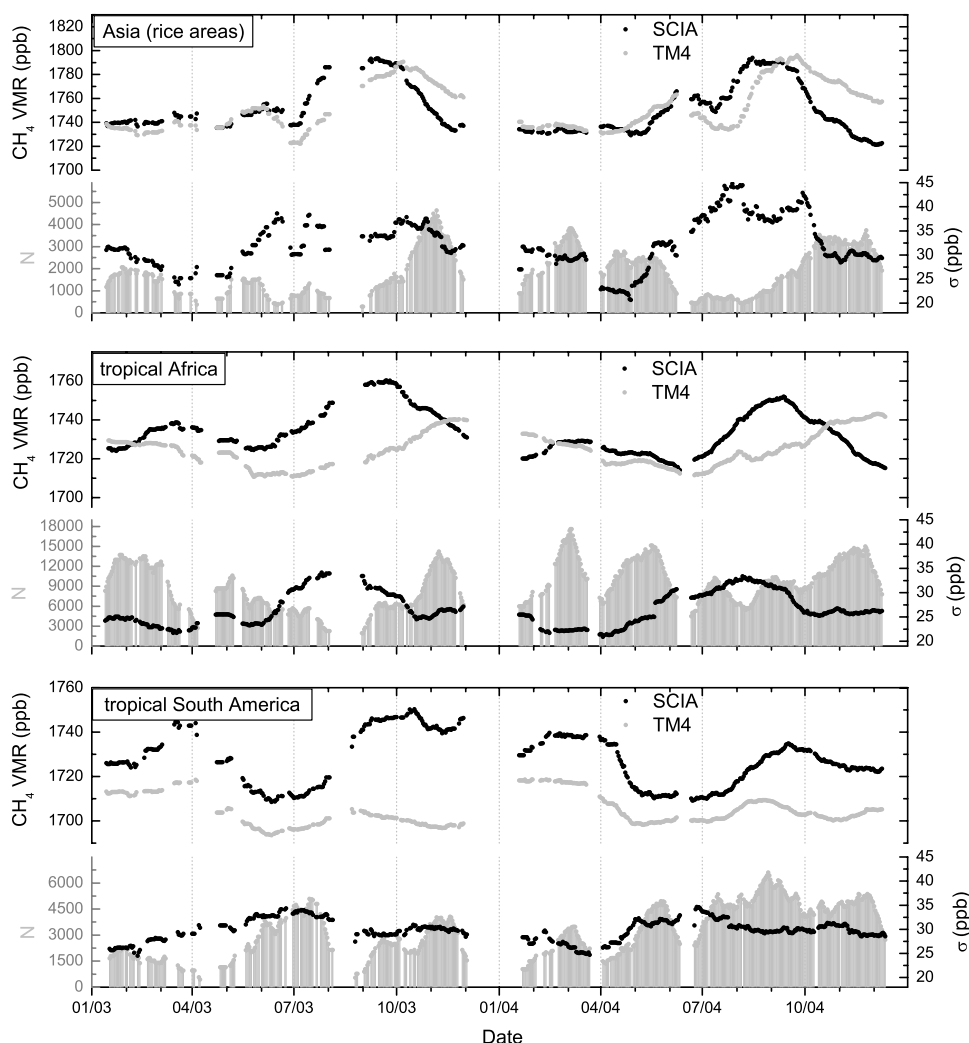 Asia (rice areas)
SCIA
TM4
CH4 VMR (ppb)
1820
1800
1780
1760
1740
1720
1700
N
5000
4000
3000
2000
1000
0
45
40
35
30
25
20
σ (ppb)
tropical Africa
SCIA
TM4
CH4 VMR (ppb)
1760
1740
1720
1700
N
18000
15000
12000
9000
6000
3000
0
45
40
35
30
25
20
σ (ppb)
tropical South America
SCIA
TM4
CH4 VMR (ppb)
1760
1740
1720
1700
N
6000
4500
3000
1500
0
45
40
35
30
25
20
σ (ppb)
01/03 04/03 07/03 10/03 01/04 04/04 07/04 10/04
Date